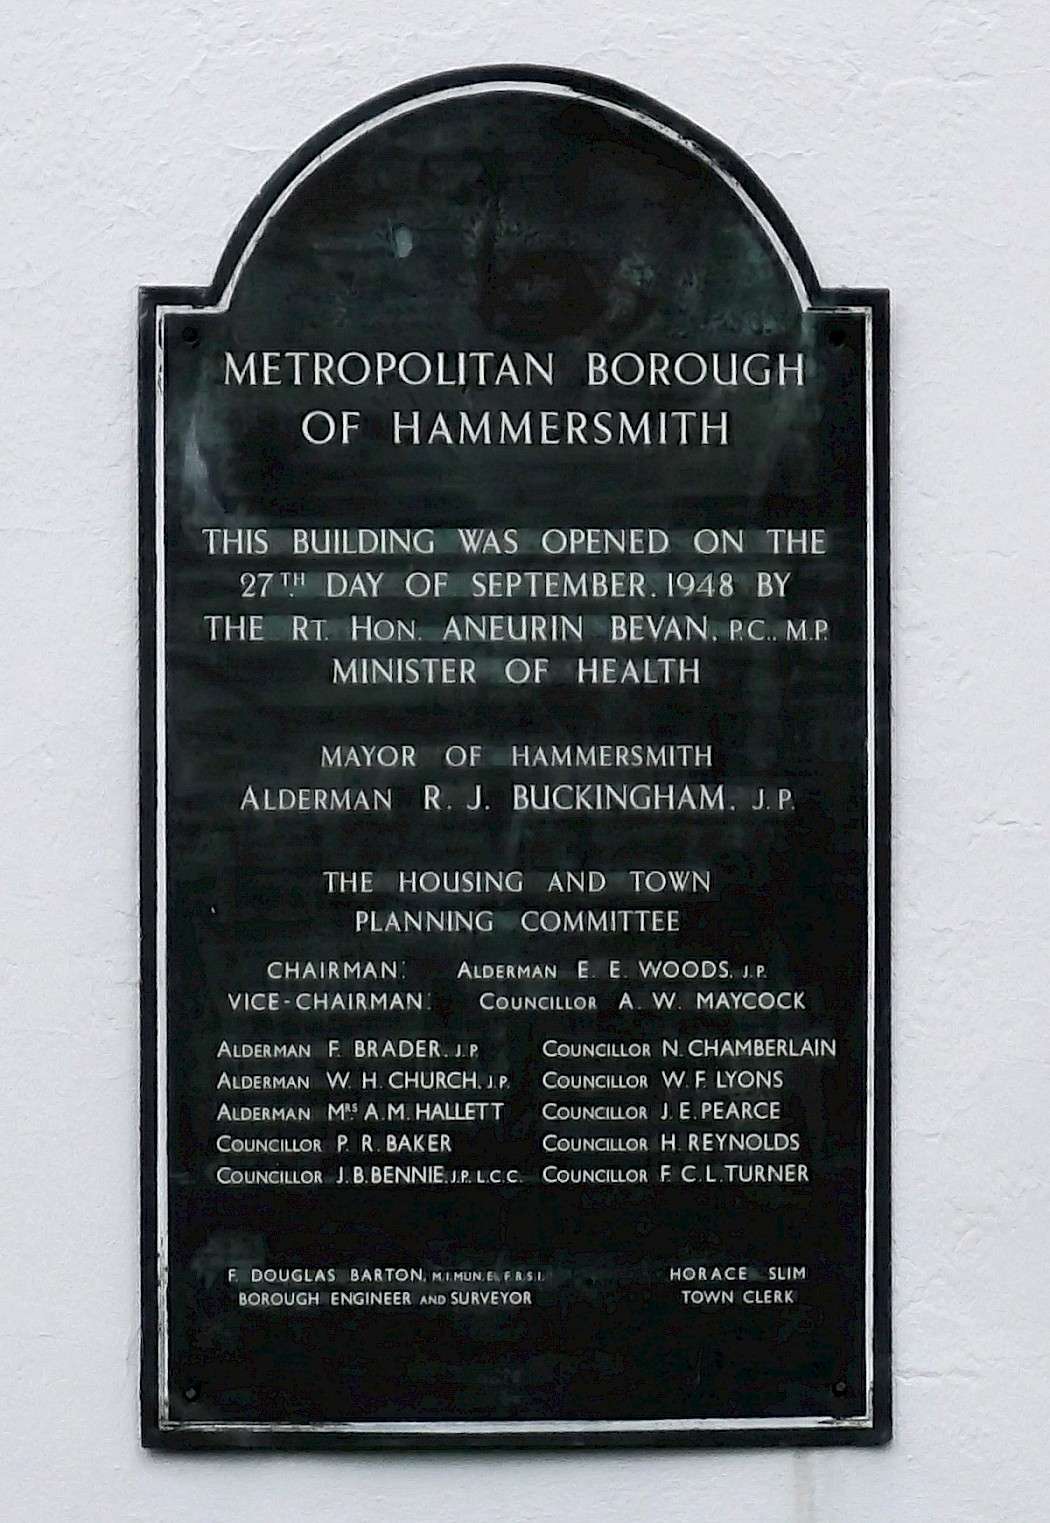 METROPOLITAN BOROUGH
OF HAMMERSMITH
THIS BUILDING WAS OPENED ON THE
27TH DAY OF SEPTEMBER, 1948 BY
THE RT. HON. ANEURIN BEVAN, P.C., M.P.
MINISTER OF HEALTH
MAYOR OF HAMMERSMITH
ALDERMAN R. J. BUCKINGHAM, J.P.
THE HOUSING AND TOWN
PLANNING COMMITTEE
CHAIRMAN: ALDERMAN E. E. WOODS, J.P.
VICE-CHAIRMAN: COUNCILLOR A. W. MAYCOCK
ALDERMAN F. BRADER, J.P. COUNCILLOR N. CHAMBERLAIN
ALDERMAN W. H. CHURCH, J.P. COUNCILLOR W. F. LYONS
ALDERMAN MRS. A. M. HALLETT COUNCILLOR J. E. PEARCE
COUNCILLOR P. R. BAKER COUNCILLOR H. REYNOLDS
COUNCILLOR J. B. BENNIE, J.P. L.C.C. COUNCILLOR F. C. L. TURNER
F. DOUGLAS BARTON, M.I.MUN.E., F.R.S.I. HORACE SLIM
BOROUGH ENGINEER AND SURVEYOR TOWN CLERK